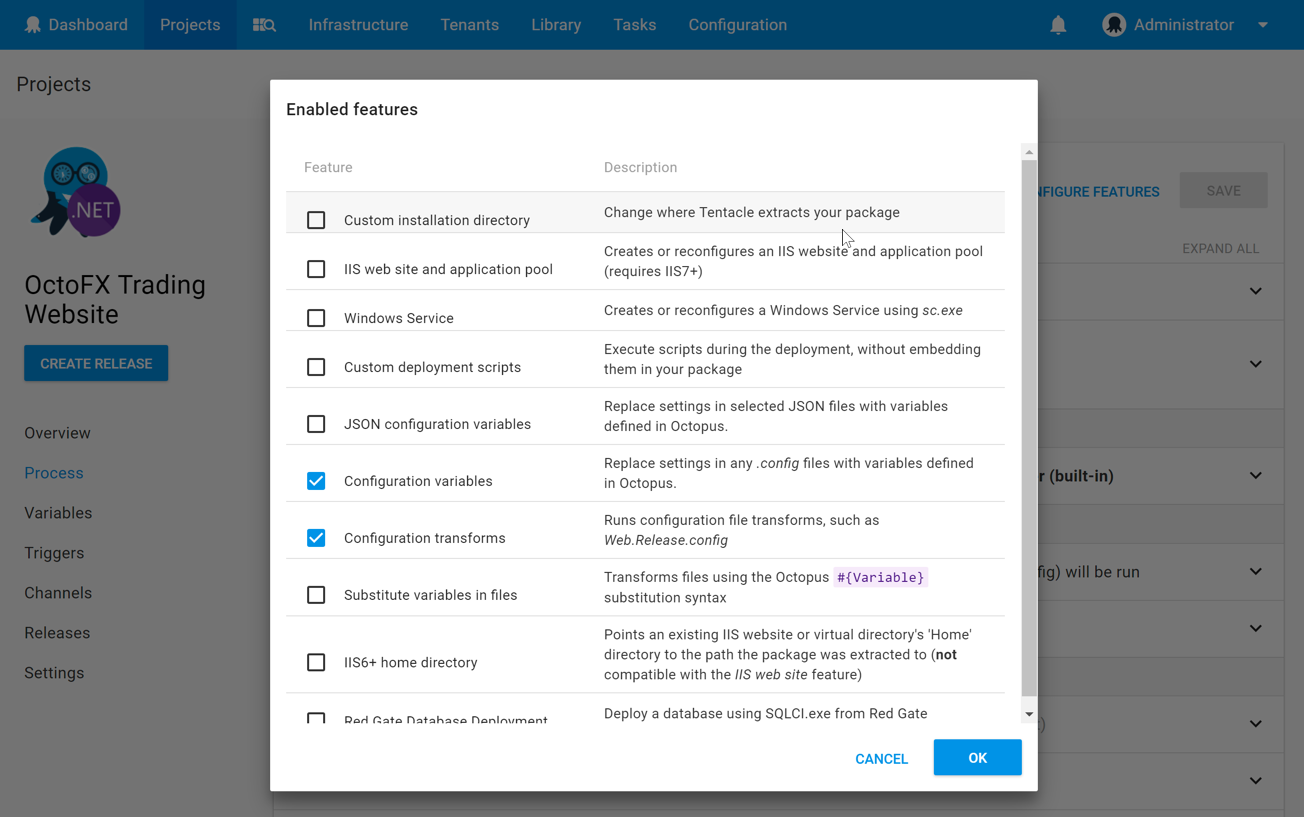 Dashboard
Projects
Infrastructure
Tenants
Library
Tasks
Configuration
Administrator
Projects
.NET
OctoFX Trading
Website
CREATE RELEASE
Overview
Process
Variables
Triggers
Channels
Releases
Settings
Enabled features
Feature
Description
Custom installation directory
Change where Tentacle extracts your package
IIS web site and application pool
Creates or reconfigures an IIS website and application pool
(requires IIS7+)
Windows Service
Creates or reconfigures a Windows Service using sc.exe
Custom deployment scripts
Execute scripts during the deployment, without embedding
them in your package
JSON configuration variables
Replace settings in selected JSON files with variables
defined in Octopus.
Configuration variables
Replace settings in any .config files with variables defined
in Octopus.
Configuration transforms
Runs configuration file transforms, such as
Web.Release.config
Substitute variables in files
Transforms files using the Octopus #{Variable}
substitution syntax
IIS6+ home directory
Points an existing IIS website or virtual directory's 'Home'
directory to the path the package was extracted to (not
compatible with the IIS web site feature)
Red Gate Database Deployment
Deploy a database using SQLCI.exe from Red Gate
CANCEL
OK
NFIGURE FEATURES
SAVE
EXPAND ALL
r (built-in)
fig) will be run